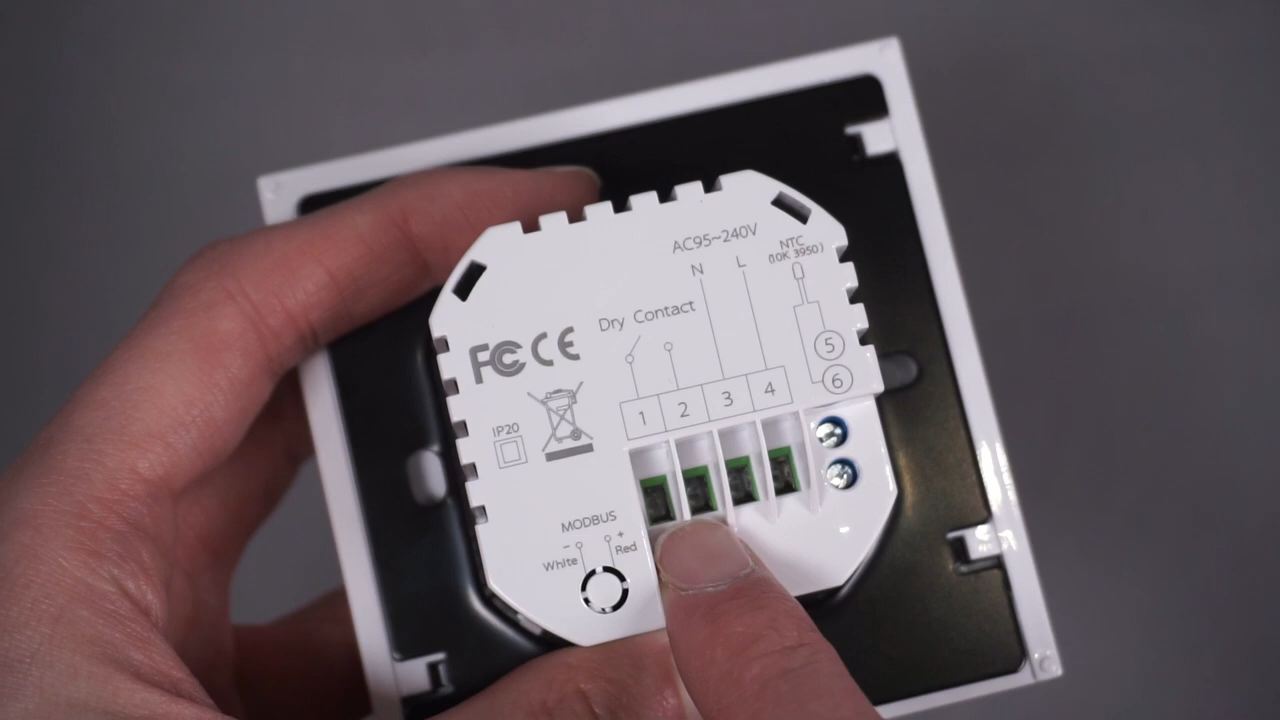 AC95~240V
N L
NTC
(10K 3950)
Dry Contact
5
6
1 2 3 4
FC CE
IP20
MODBUS
- +
White Red